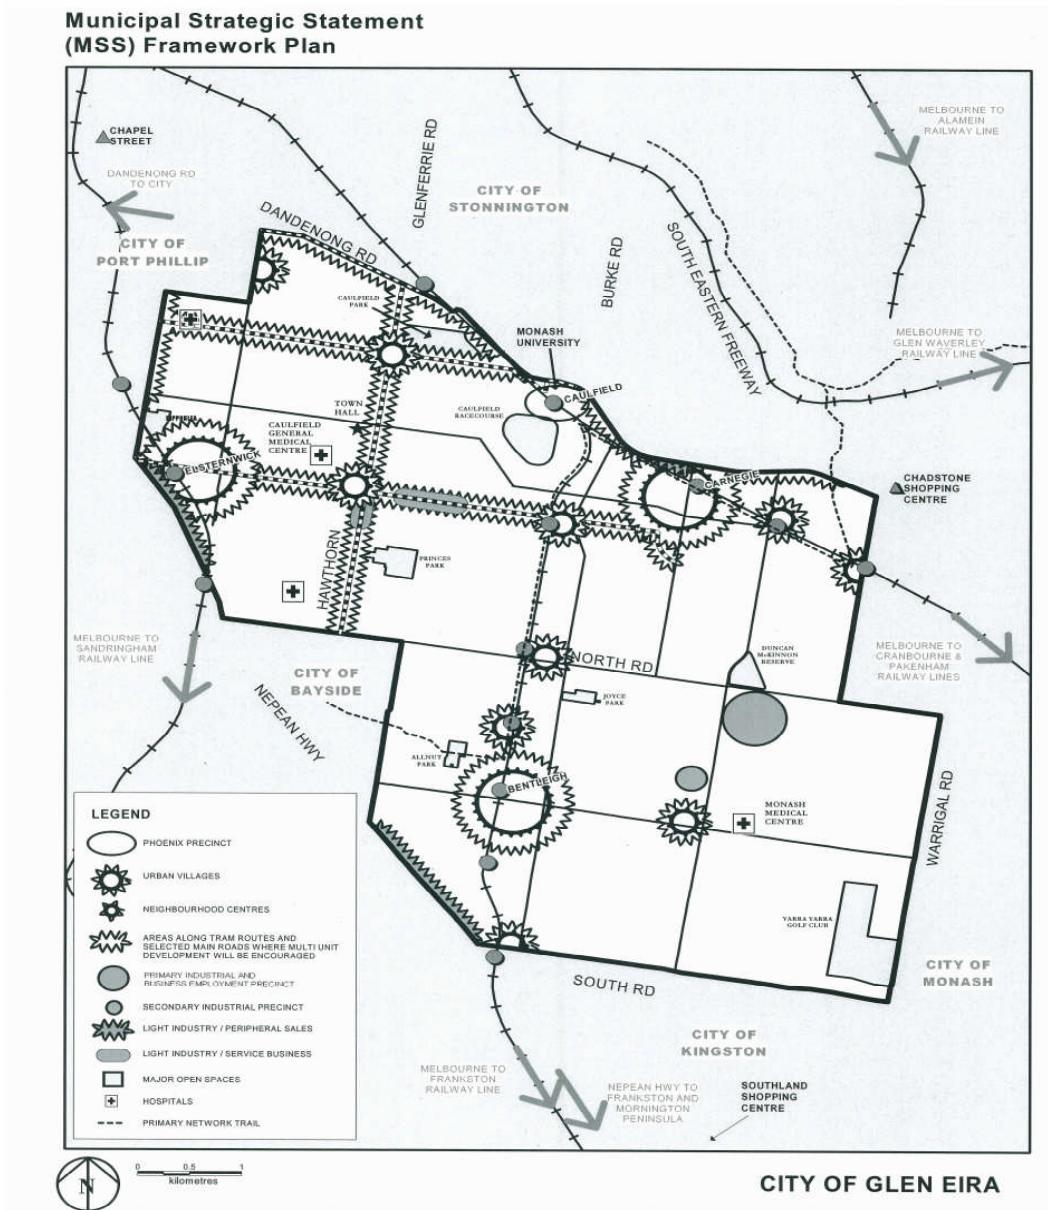 Municipal Strategic Statement
(MSS) Framework Plan
CHAPEL
STREET
DANDENONG RD
TO CITY
CITY OF
PORT PHILLIP
DANDENONG RD
GLENFERRIE RD
CITY OF
STONNINGTON
BURKE RD
SOUTH EASTERN FREEWAY
MELBOURNE TO
ALAMEIN
RAILWAY LINE
MELBOURNE TO
GLEN WAVERLEY
RAILWAY LINE
CAULFIELD
PARK
MONASH
UNIVERSITY
CAULFIELD
TOWN
HALL
CAULFIELD
RACECOURSE
CAULFIELD
GENERAL
MEDICAL
CENTRE
ELSTERNWICK
CARNEGIE
CHADSTONE
SHOPPING
CENTRE
HAWTHORN
PRINCES
PARK
MELBOURNE TO
SANDRINGHAM
RAILWAY LINE
CITY OF
BAYSIDE
NEPEAN HWY
NORTH RD
DUNCAN
McKINNON
RESERVE
MELBOURNE TO
CRANBOURNE &
PAKENHAM
RAILWAY LINES
JOYCE
PARK
ALLNUT
PARK
BENTLEIGH
MONASH
MEDICAL
CENTRE
WARRIGAL RD
YARRA YARRA
GOLF CLUB
CITY OF
MONASH
SOUTH RD
CITY OF
KINGSTON
MELBOURNE TO
FRANKSTON
RAILWAY LINE
NEPEAN HWY TO
FRANKSTON AND
MORNINGTON
PENINSULA
SOUTHLAND
SHOPPING
CENTRE
LEGEND
PHOENIX PRECINCT
URBAN VILLAGES
NEIGHBOURHOOD CENTRES
AREAS ALONG TRAM ROUTES AND
SELECTED MAIN ROADS WHERE MULTI UNIT
DEVELOPMENT WILL BE ENCOURAGED
PRIMARY INDUSTRIAL AND
BUSINESS EMPLOYMENT PRECINCT
SECONDARY INDUSTRIAL PRECINCT
LIGHT INDUSTRY / PERIPHERAL SALES
LIGHT INDUSTRY / SERVICE BUSINESS
MAJOR OPEN SPACES
HOSPITALS
PRIMARY NETWORK TRAIL
N
0 0.5 1
kilometres
CITY OF GLEN EIRA